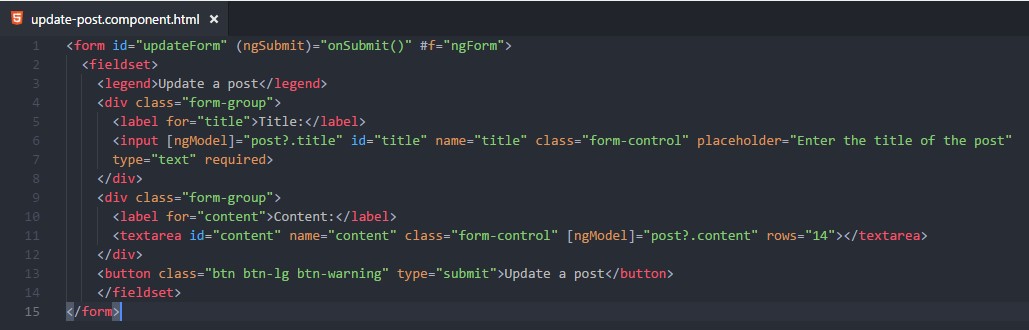 update-post.component.html ×
1 <form id="updateForm" (ngSubmit)="onSubmit()" #f="ngForm">
2 <fieldset>
3 <legend>Update a post</legend>
4 <div class="form-group">
5 <label for="title">Title:</label>
6 <input [ngModel]="post?.title" id="title" name="title" class="form-control" placeholder="Enter the title of the post"
7 type="text" required>
8 </div>
9 <div class="form-group">
10 <label for="content">Content:</label>
11 <textarea id="content" name="content" class="form-control" [ngModel]="post?.content" rows="14"></textarea>
12 </div>
13 <button class="btn btn-lg btn-warning" type="submit">Update a post</button>
14 </fieldset>
15 </form>